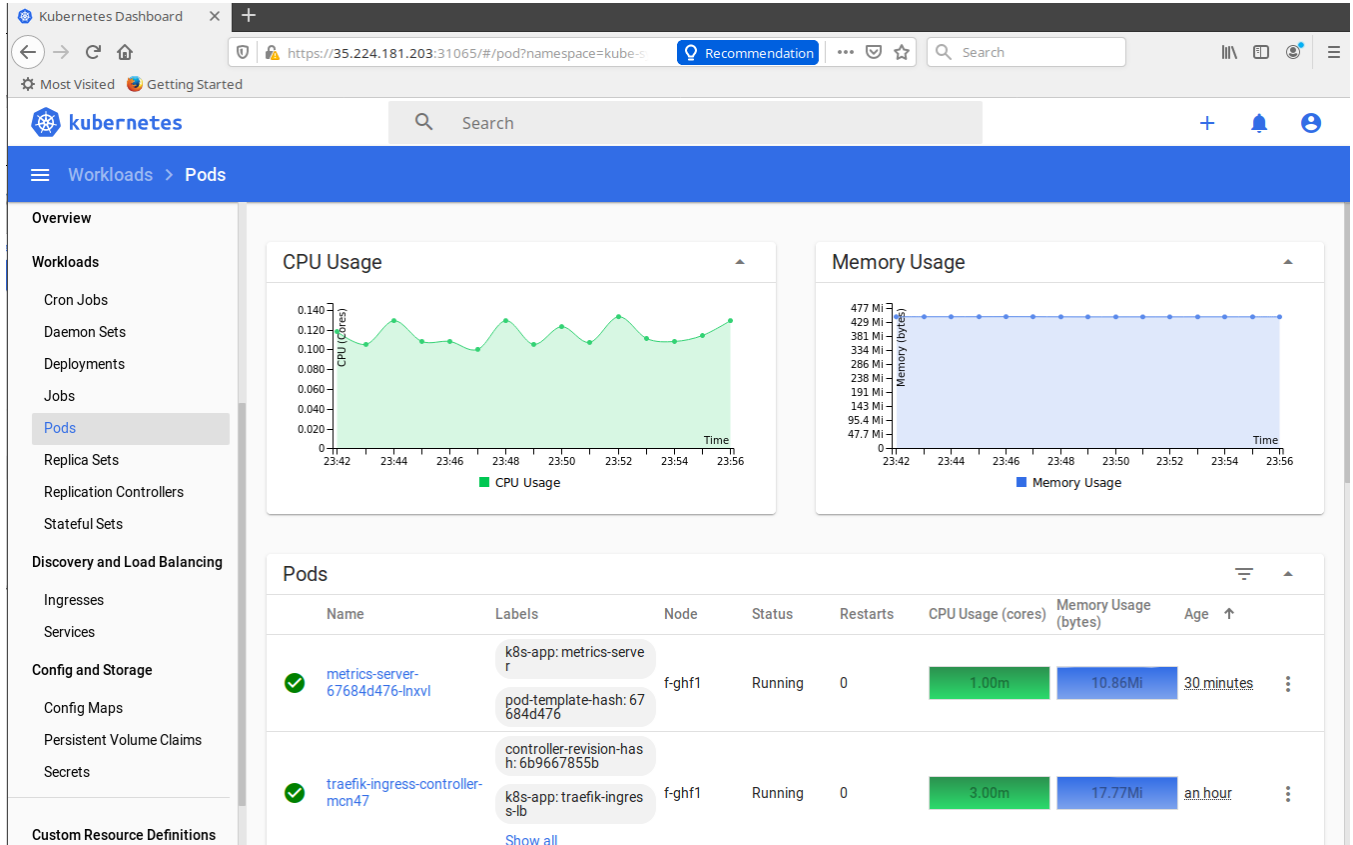 Kubernetes Dashboard
https://35.224.181.203:31065/#/pod?namespace=kube-s
Recommendation
Search
Most Visited
Getting Started
kubernetes
Search
Workloads > Pods
Overview
Workloads
Cron Jobs
Daemon Sets
Deployments
Jobs
Pods
Replica Sets
Replication Controllers
Stateful Sets
Discovery and Load Balancing
Ingresses
Services
Config and Storage
Config Maps
Persistent Volume Claims
Secrets
Custom Resource Definitions
CPU Usage
0.140
0.120
0.100
0.080
0.060
0.040
0.020
0
CPU (cores)
Time
23:42 23:44 23:46 23:48 23:50 23:52 23:54 23:56
CPU Usage
Memory Usage
477 Mi
429 Mi
381 Mi
334 Mi
286 Mi
238 Mi
191 Mi
143 Mi
95.4 Mi
47.7 Mi
0
Memory (bytes)
Time
23:42 23:44 23:46 23:48 23:50 23:52 23:54 23:56
Memory Usage
Pods
Name Labels Node Status Restarts CPU Usage (cores) Memory Usage
(bytes) Age
metrics-server-
67684d476-lnxvl
k8s-app: metrics-serve
r
pod-template-hash: 67
684d476
f-ghf1 Running 0 1.00m 10.86Mi 30 minutes
traefik-ingress-controller-
mcn47
controller-revision-has
h: 6b9667855b
k8s-app: traefik-ingres
s-lb
Show all
f-ghf1 Running 0 3.00m 17.77Mi an hour